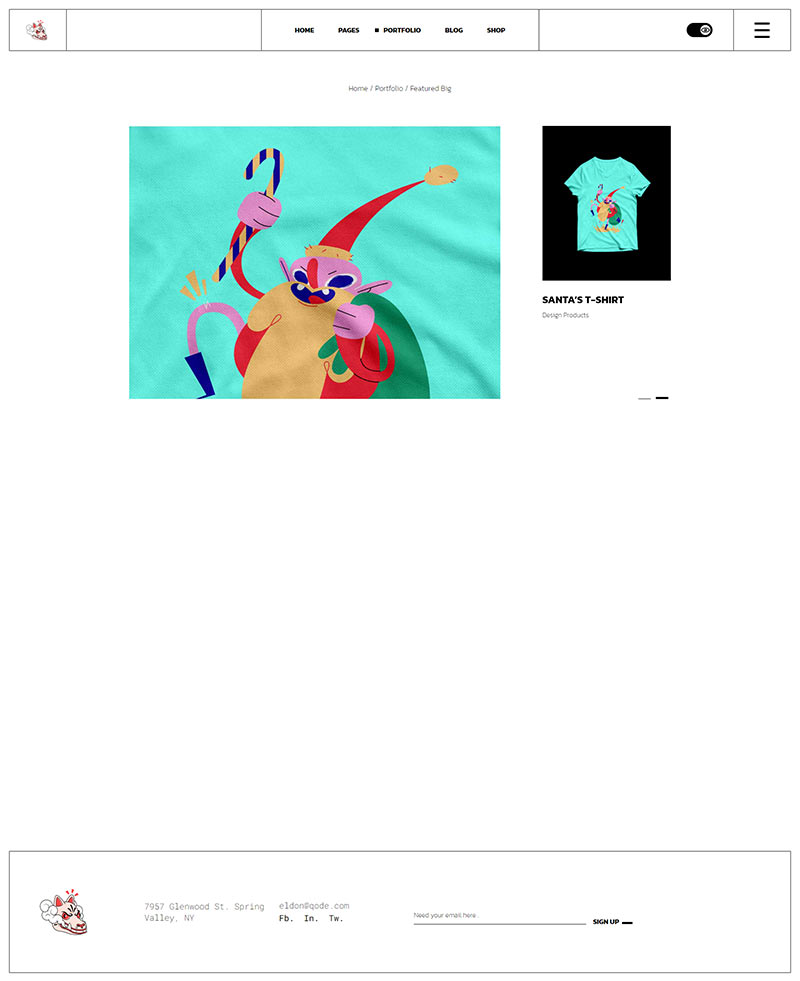 HOME PAGES PORTFOLIO BLOG SHOP
Home / Portfolio / Featured Big
SANTA'S T-SHIRT
Design Products
7957 Glenwood St. Spring
Valley, NY
eldon@qode.com
Fb. In. Tw.
Need your email here.
SIGN UP